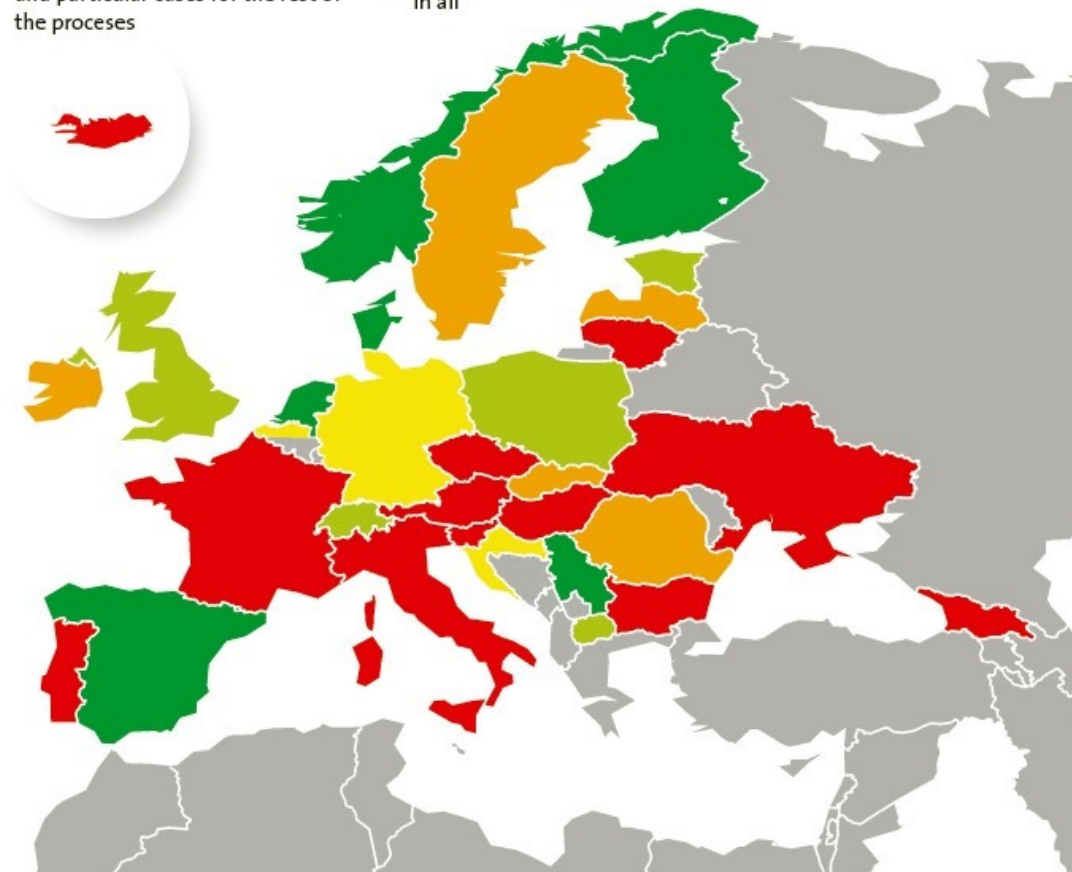 the proceses
in all